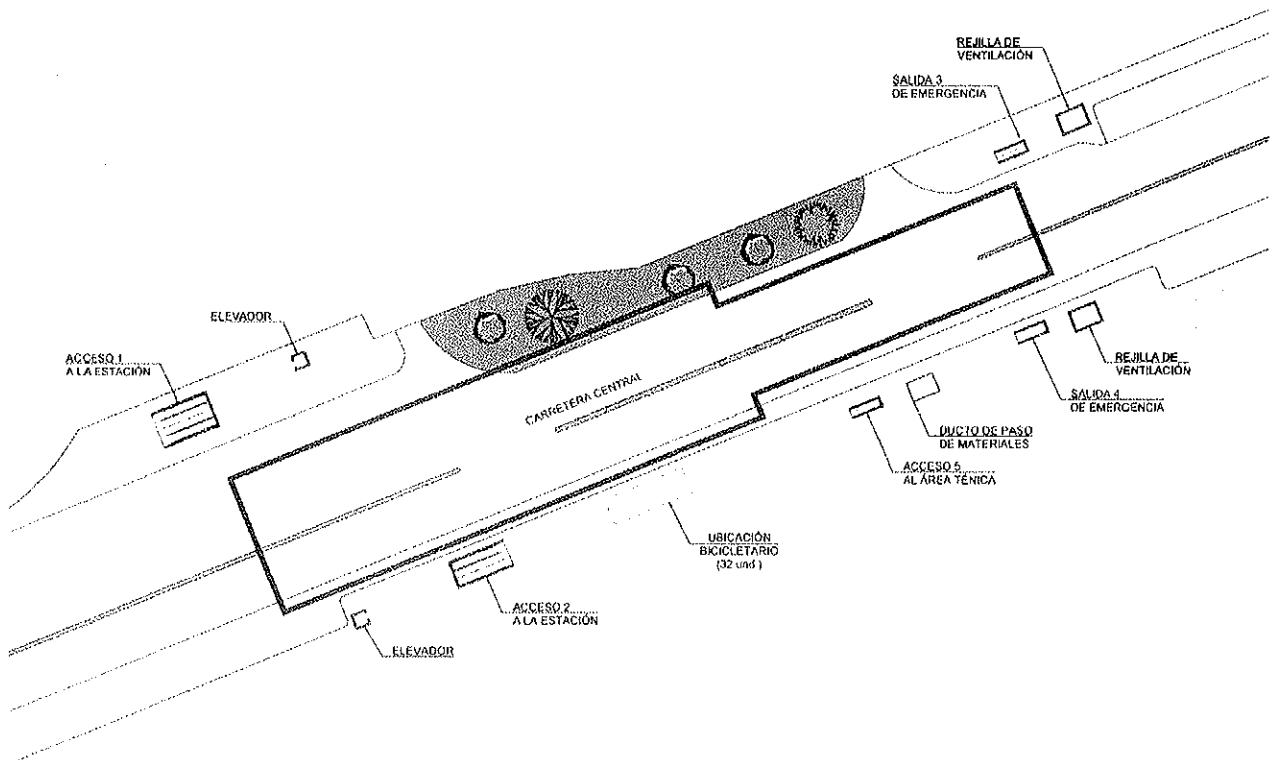 REJILLA DE
VENTILACIÓN
SALIDA 3
DE EMERGENCIA
ELEVADOR
ACCESO 1
A LA ESTACIÓN
CARRETERA CENTRAL
REJILLA DE
VENTILACIÓN
SALIDA 4
DE EMERGENCIA
DUCTO DE PASO
DE MATERIALES
ACCESO 5
AL ÁREA TÉNICA
UBICACIÓN
BICICLETARIO
(32 und.)
ACCESO 2
A LA ESTACIÓN
ELEVADOR